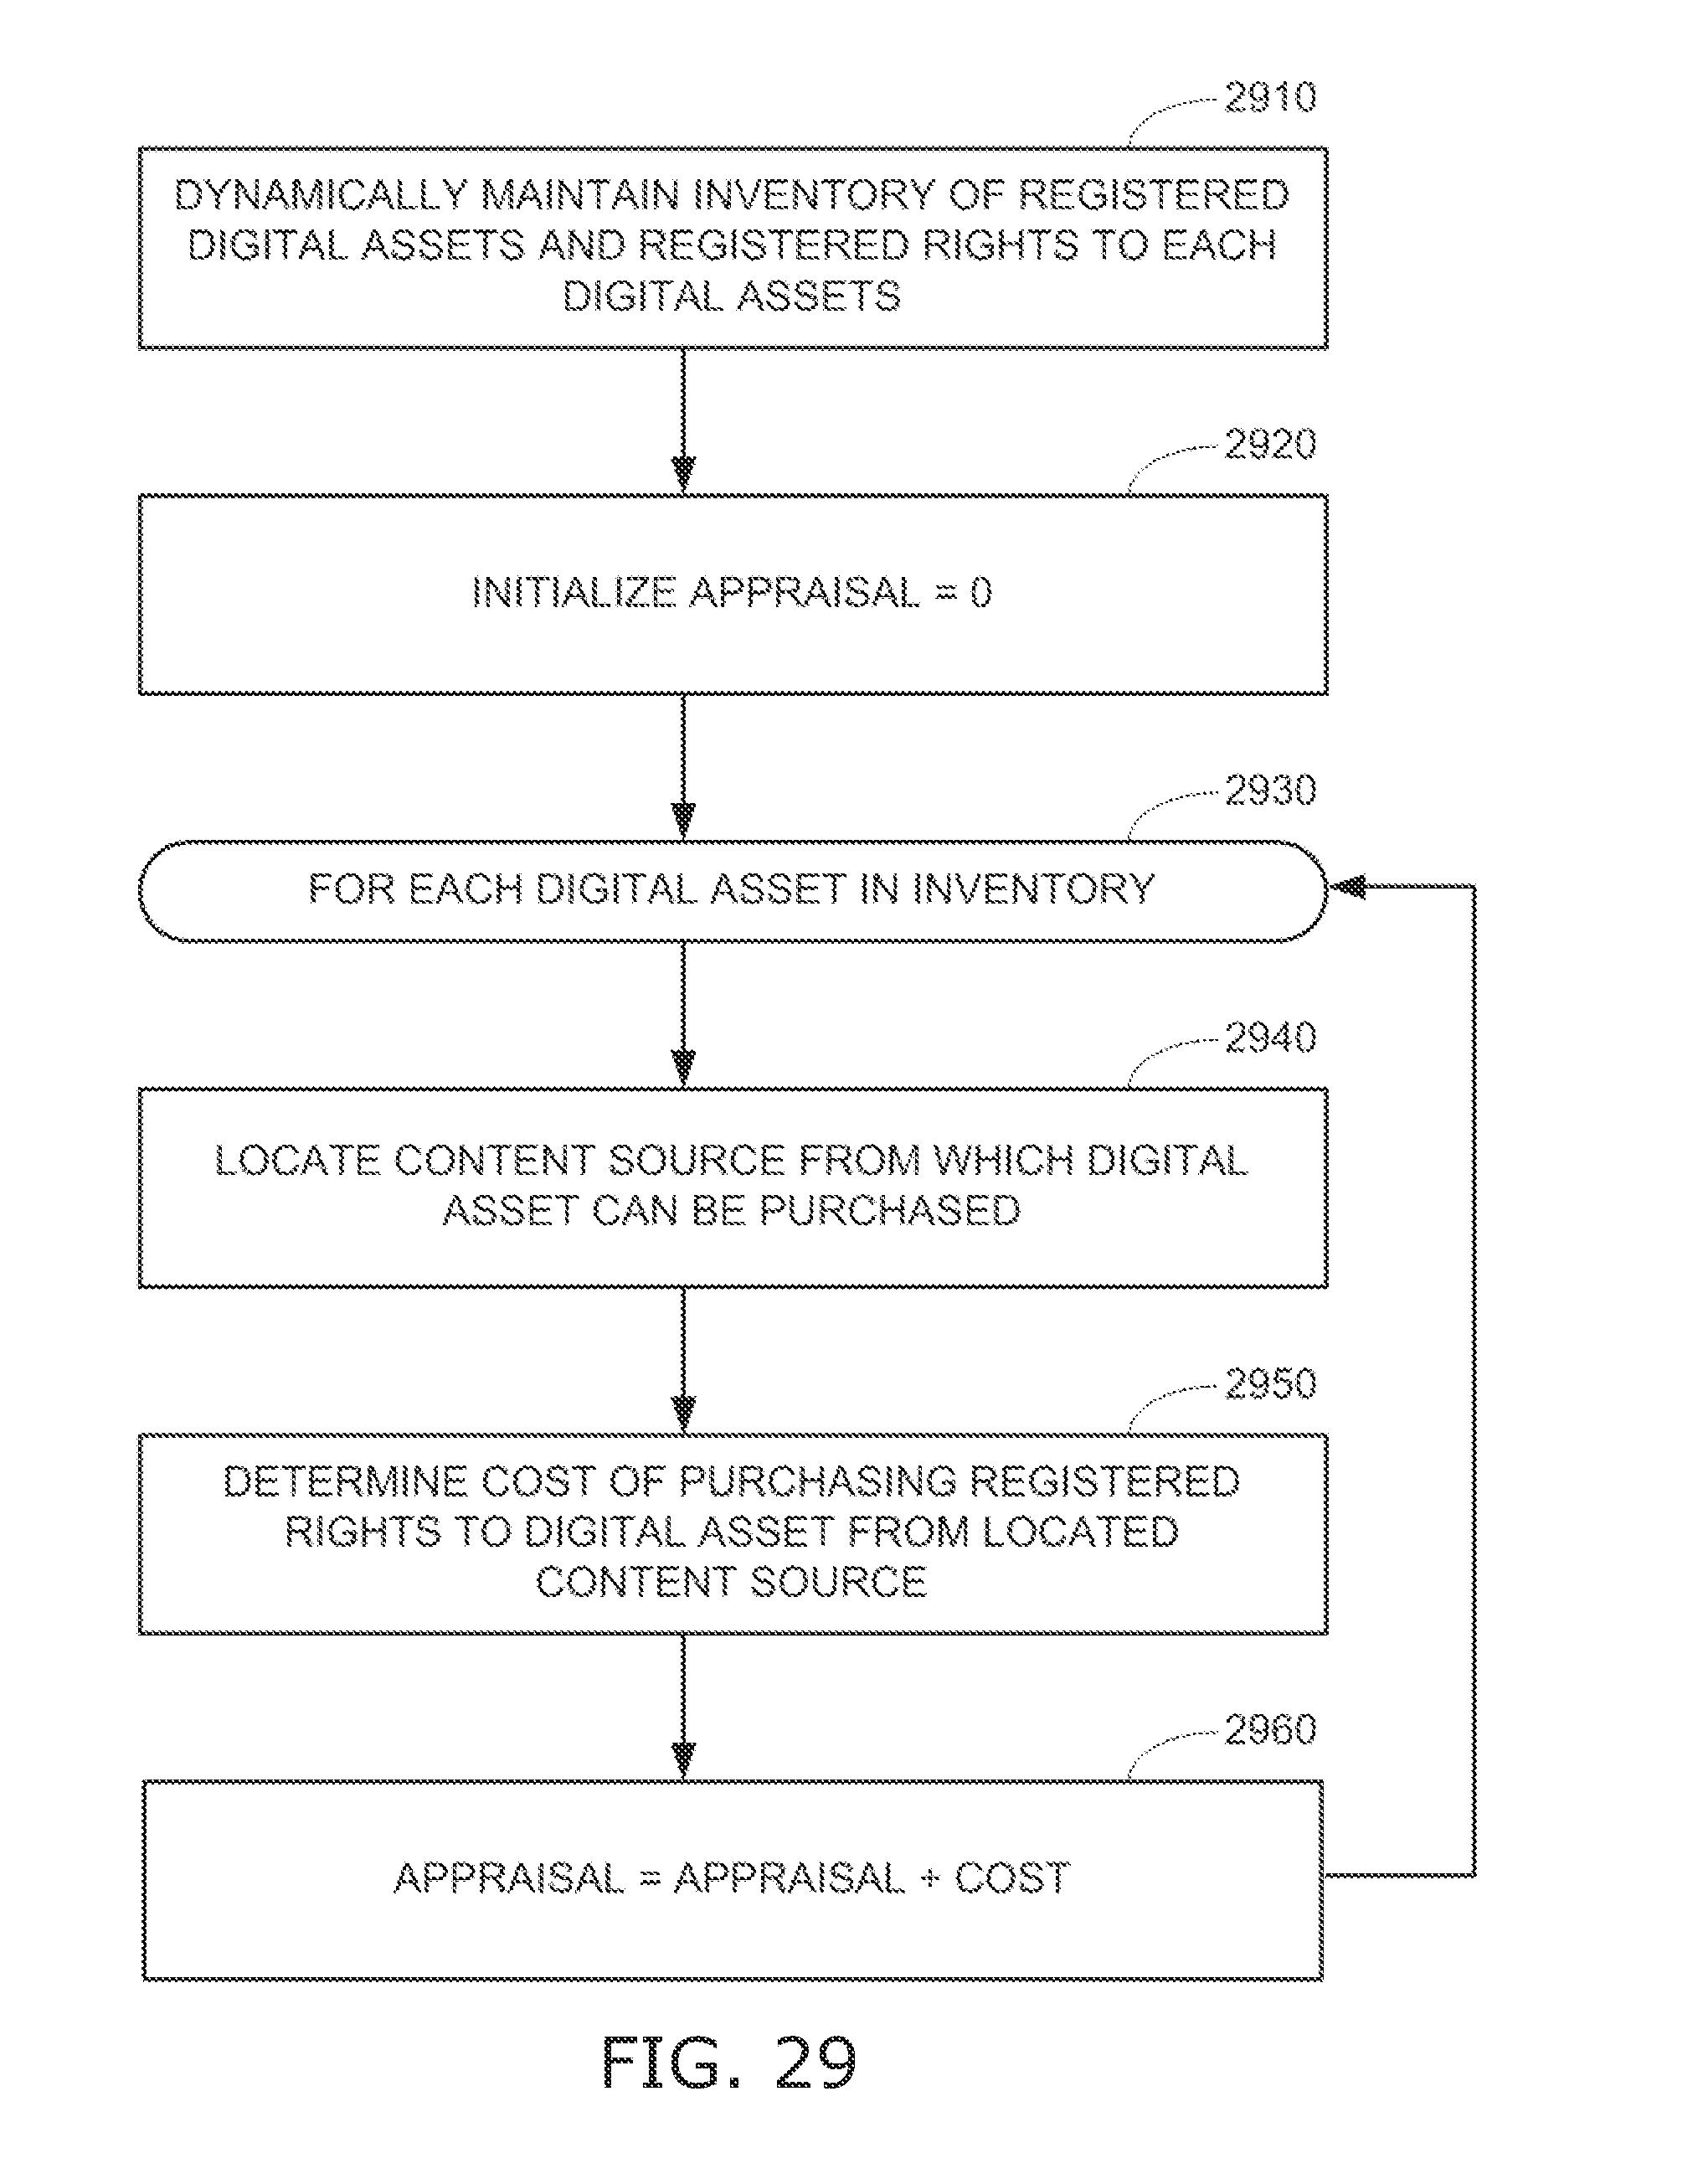 2910
DYNAMICALLY MAINTAIN INVENTORY OF REGISTERED
DIGITAL ASSETS AND REGISTERED RIGHTS TO EACH
DIGITAL ASSETS
2920
INITIALIZE APPRAISAL = 0
2930
FOR EACH DIGITAL ASSET IN INVENTORY
2940
LOCATE CONTENT SOURCE FROM WHICH DIGITAL
ASSET CAN BE PURCHASED
2950
DETERMINE COST OF PURCHASING REGISTERED
RIGHTS TO DIGITAL ASSET FROM LOCATED
CONTENT SOURCE
2960
APPRAISAL = APPRAISAL + COST
FIG. 29